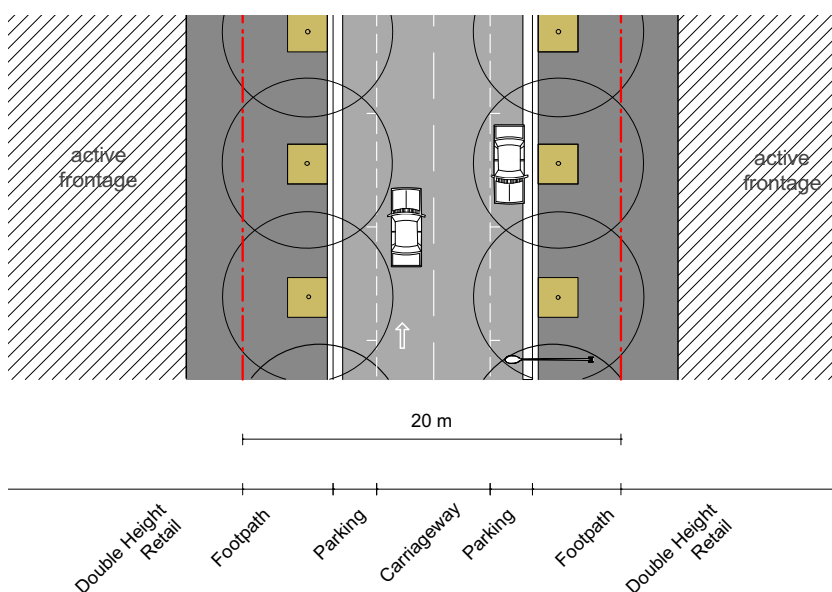 active
frontage
active
frontage
20 m
Double Height
Retail
Footpath
Parking
Carriageway
Parking
Footpath
Double Height
Retail